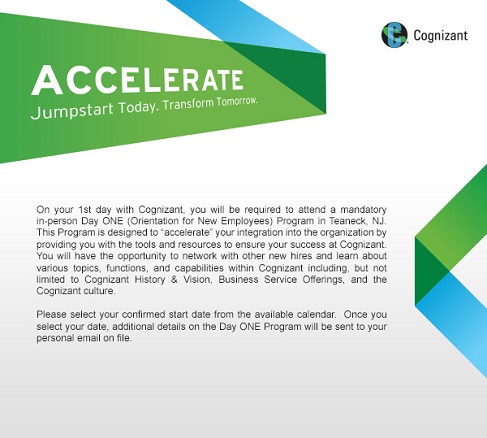 Cognizant
ACCELERATE
Jumpstart Today. Transform Tomorrow.
On your 1st day with Cognizant, you will be required to attend a mandatory
in-person Day ONE (Orientation for New Employees) Program in Teaneck, NJ.
This Program is designed to “accelerate” your integration into the organization by
providing you with the tools and resources to ensure your success at Cognizant.
You will have the opportunity to network with other new hires and learn about
various topics, functions, and capabilities within Cognizant including, but not
limited to Cognizant History & Vision, Business Service Offerings, and the
Cognizant culture.
Please select your confirmed start date from the available calendar. Once you
select your date, additional details on the Day ONE Program will be sent to your
personal email on file.